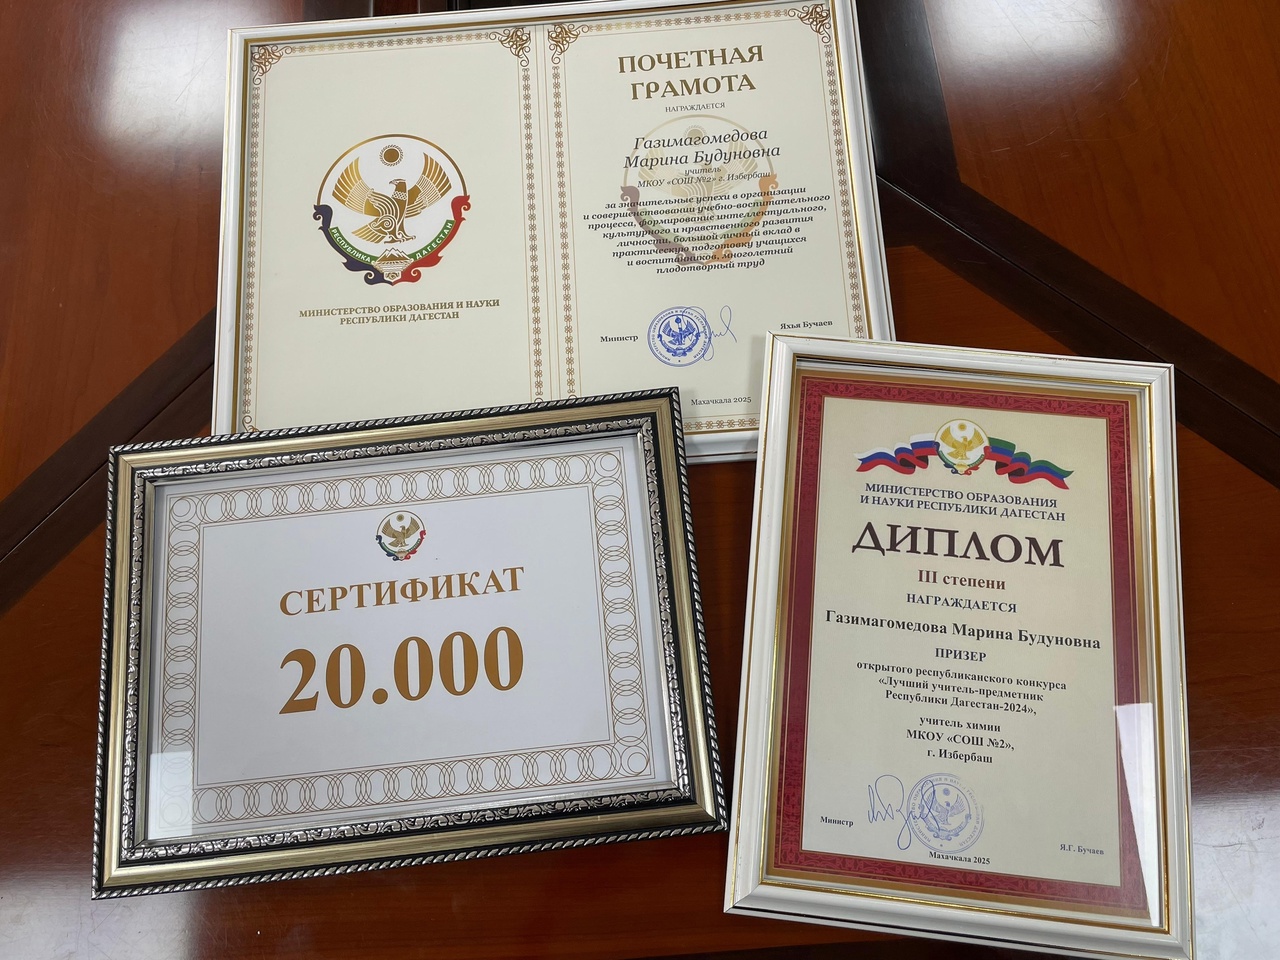 РЕСПУБЛИКА ДАГЕСТАН
МИНИСТЕРСТВО ОБРАЗОВАНИЯ И НАУКИ
РЕСПУБЛИКИ ДАГЕСТАН
ПОЧЕТНАЯ
ГРАМОТА
НАГРАЖДАЕТСЯ
Газимагомедова
Марина Будуновна
учитель
МКОУ «СОШ №2» г. Избербаш
за значительные успехи в организации
и совершенствовании учебно-воспитательного
процесса, формирование интеллектуального,
культурного и нравственного развития
личности, большой личный вклад в
практическую подготовку учащихся
и воспитанников, многолетний
плодотворный труд
Министр
Яхья Бучаев
Махачкала 2025
СЕРТИФИКАТ
20.000
МИНИСТЕРСТВО ОБРАЗОВАНИЯ
И НАУКИ РЕСПУБЛИКИ ДАГЕСТАН
ДИПЛОМ
III степени
НАГРАЖДАЕТСЯ
Газимагомедова Марина Будуновна
ПРИЗЕР
открытого республиканского конкурса
«Лучший учитель-предметник
Республики Дагестан-2024»,
учитель химии
МКОУ «СОШ №2»,
г. Избербаш
Министр
Я.Г. Бучаев
Махачкала 2025